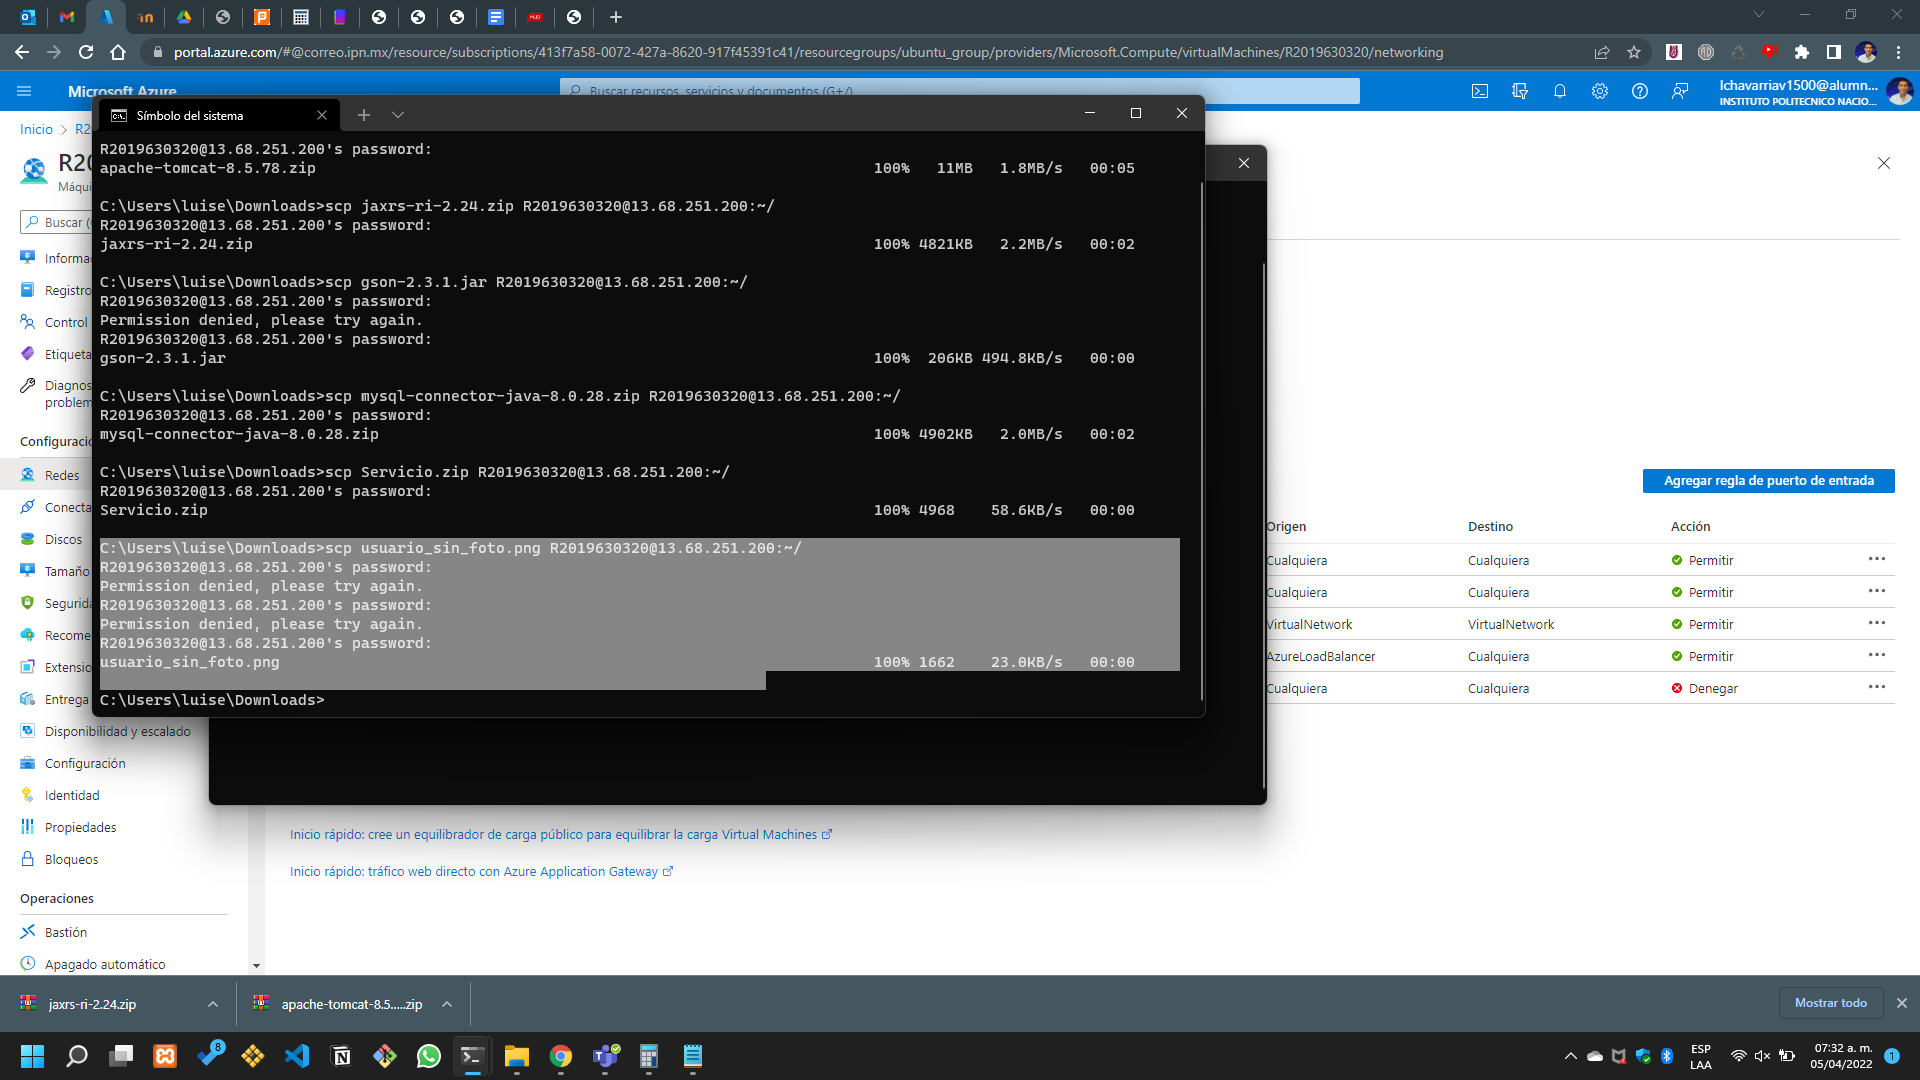 portal.azure.com/#@correo.ipn.mx/resource/subscriptions/413f7a58-0072-427a-8620-917f45391c41/resourcegroups/ubuntu_group/providers/Microsoft.Compute/virtualMachines/R2019630320/networking
Microsoft Azure
Buscar recursos, servicios y documentos (G+/)
lchavarriav1500@alumn...
INSTITUTO POLITECNICO NACIO...
Inicio > R2
R20
Máqui
Buscar (
Informa
Registro
Control
Etiqueta
Diagnos
problem
Configuració
Redes
Conecta
Discos
Tamaño
Segurida
Recome
Extensio
Entrega
Disponibilidad y escalado
Configuración
Identidad
Propiedades
Bloqueos
Operaciones
Bastión
Apagado automático
Símbolo del sistema
R2019630320@13.68.251.200's password:
apache-tomcat-8.5.78.zip 100% 11MB 1.8MB/s 00:05
C:\Users\luise\Downloads>scp jaxrs-ri-2.24.zip R2019630320@13.68.251.200:~/
R2019630320@13.68.251.200's password:
jaxrs-ri-2.24.zip 100% 4821KB 2.2MB/s 00:02
C:\Users\luise\Downloads>scp gson-2.3.1.jar R2019630320@13.68.251.200:~/
R2019630320@13.68.251.200's password:
Permission denied, please try again.
R2019630320@13.68.251.200's password:
gson-2.3.1.jar 100% 206KB 494.8KB/s 00:00
C:\Users\luise\Downloads>scp mysql-connector-java-8.0.28.zip R2019630320@13.68.251.200:~/
R2019630320@13.68.251.200's password:
mysql-connector-java-8.0.28.zip 100% 4902KB 2.0MB/s 00:02
C:\Users\luise\Downloads>scp Servicio.zip R2019630320@13.68.251.200:~/
R2019630320@13.68.251.200's password:
Servicio.zip 100% 4968 58.6KB/s 00:00
C:\Users\luise\Downloads>scp usuario_sin_foto.png R2019630320@13.68.251.200:~/
R2019630320@13.68.251.200's password:
Permission denied, please try again.
R2019630320@13.68.251.200's password:
Permission denied, please try again.
R2019630320@13.68.251.200's password:
usuario_sin_foto.png 100% 1662 23.0KB/s 00:00
C:\Users\luise\Downloads>
Agregar regla de puerto de entrada
Origen Destino Acción
Cualquiera Cualquiera Permitir
Cualquiera Cualquiera Permitir
VirtualNetwork VirtualNetwork Permitir
AzureLoadBalancer Cualquiera Permitir
Cualquiera Cualquiera Denegar
Inicio rápido: cree un equilibrador de carga público para equilibrar la carga Virtual Machines
Inicio rápido: tráfico web directo con Azure Application Gateway
jaxrs-ri-2.24.zip
apache-tomcat-8.5.....zip
Mostrar todo
8
ESP
LAA
07:32 a. m.
05/04/2022
1